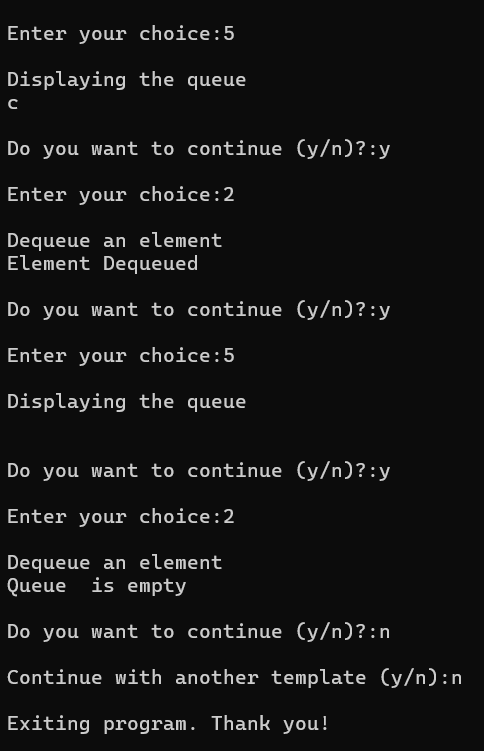 Enter your choice:5
Displaying the queue
c
Do you want to continue (y/n)?:y
Enter your choice:2
Dequeue an element
Element Dequeued
Do you want to continue (y/n)?:y
Enter your choice:5
Displaying the queue
Do you want to continue (y/n)?:y
Enter your choice:2
Dequeue an element
Queue  is empty
Do you want to continue (y/n)?:n
Continue with another template (y/n):n
Exiting program. Thank you!